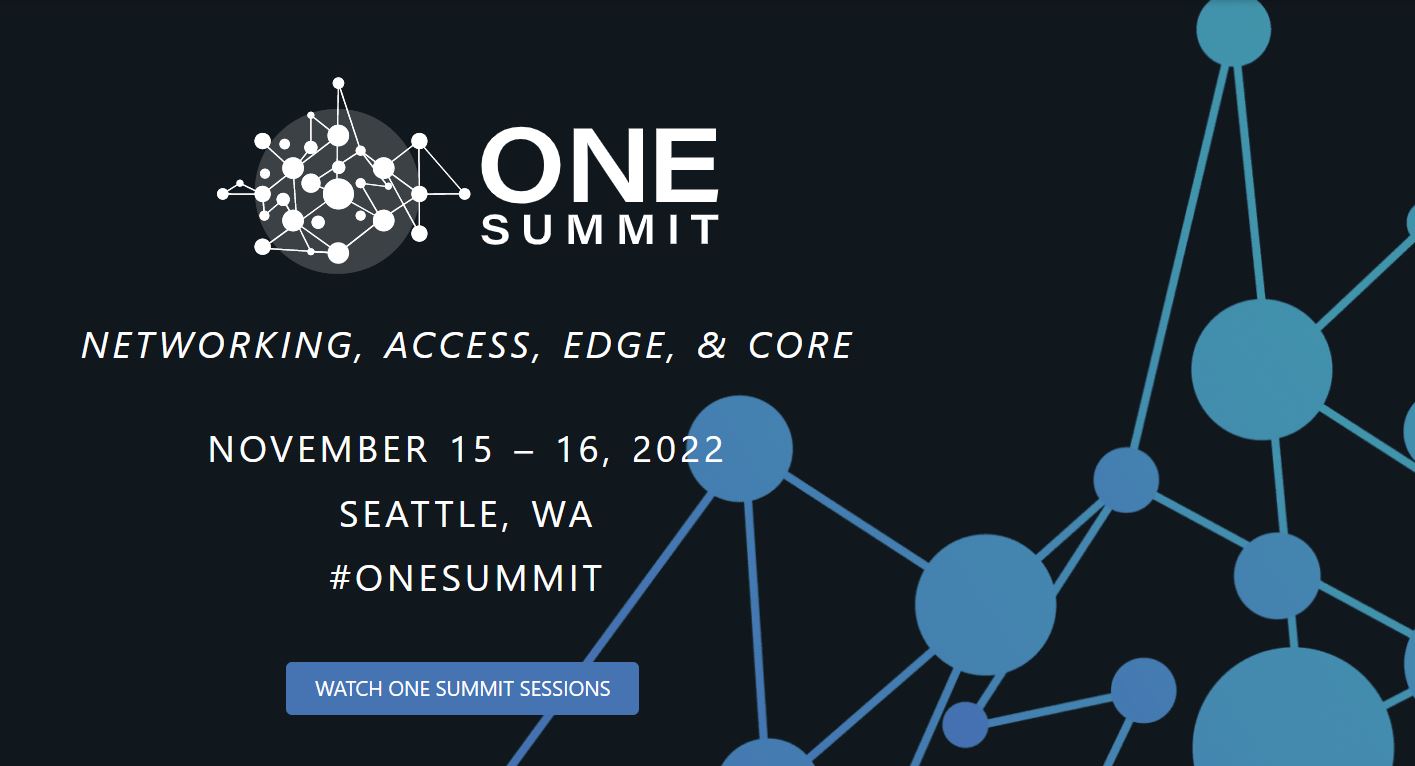 ONE
SUMMIT
NETWORKING, ACCESS, EDGE, & CORE
NOVEMBER 15 – 16, 2022
SEATTLE, WA
#ONESUMMIT
WATCH ONE SUMMIT SESSIONS